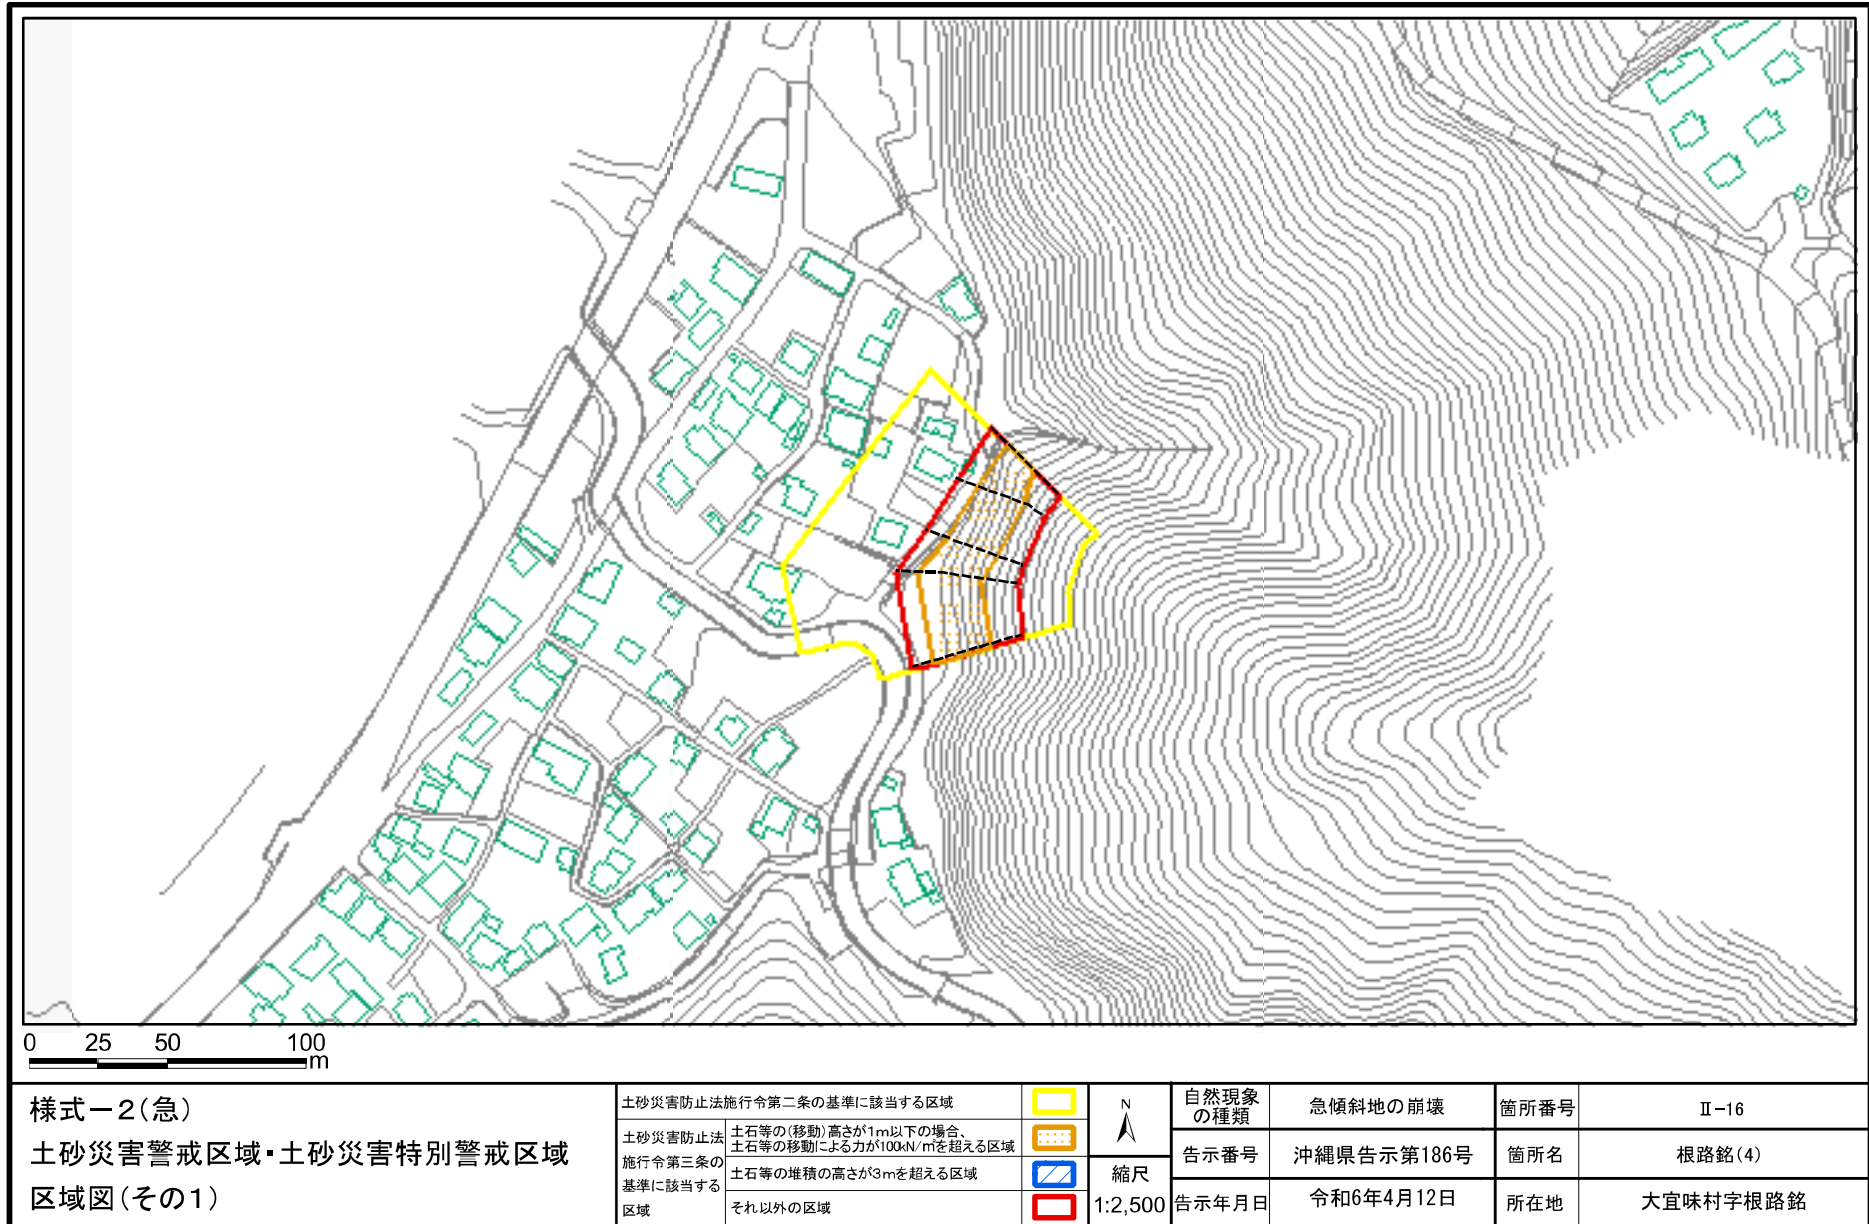 0 25 50 100
m
様式－2(急)
土砂災害警戒区域・土砂災害特別警戒区域
区域図(その1)
土砂災害防止法施行令第二条の基準に該当する区域
土砂災害防止法
施行令第三条の
基準に該当する
区域
土石等の(移動)高さが1m以下の場合、
土石等の移動による力が100kN/㎡を超える区域
土石等の堆積の高さが3mを超える区域
それ以外の区域
N
縮尺
1:2,500
自然現象
の種類
急傾斜地の崩壊
箇所番号
Ⅱ-16
告示番号
沖縄県告示第186号
箇所名
根路銘(4)
告示年月日
令和6年4月12日
所在地
大宜味村字根路銘